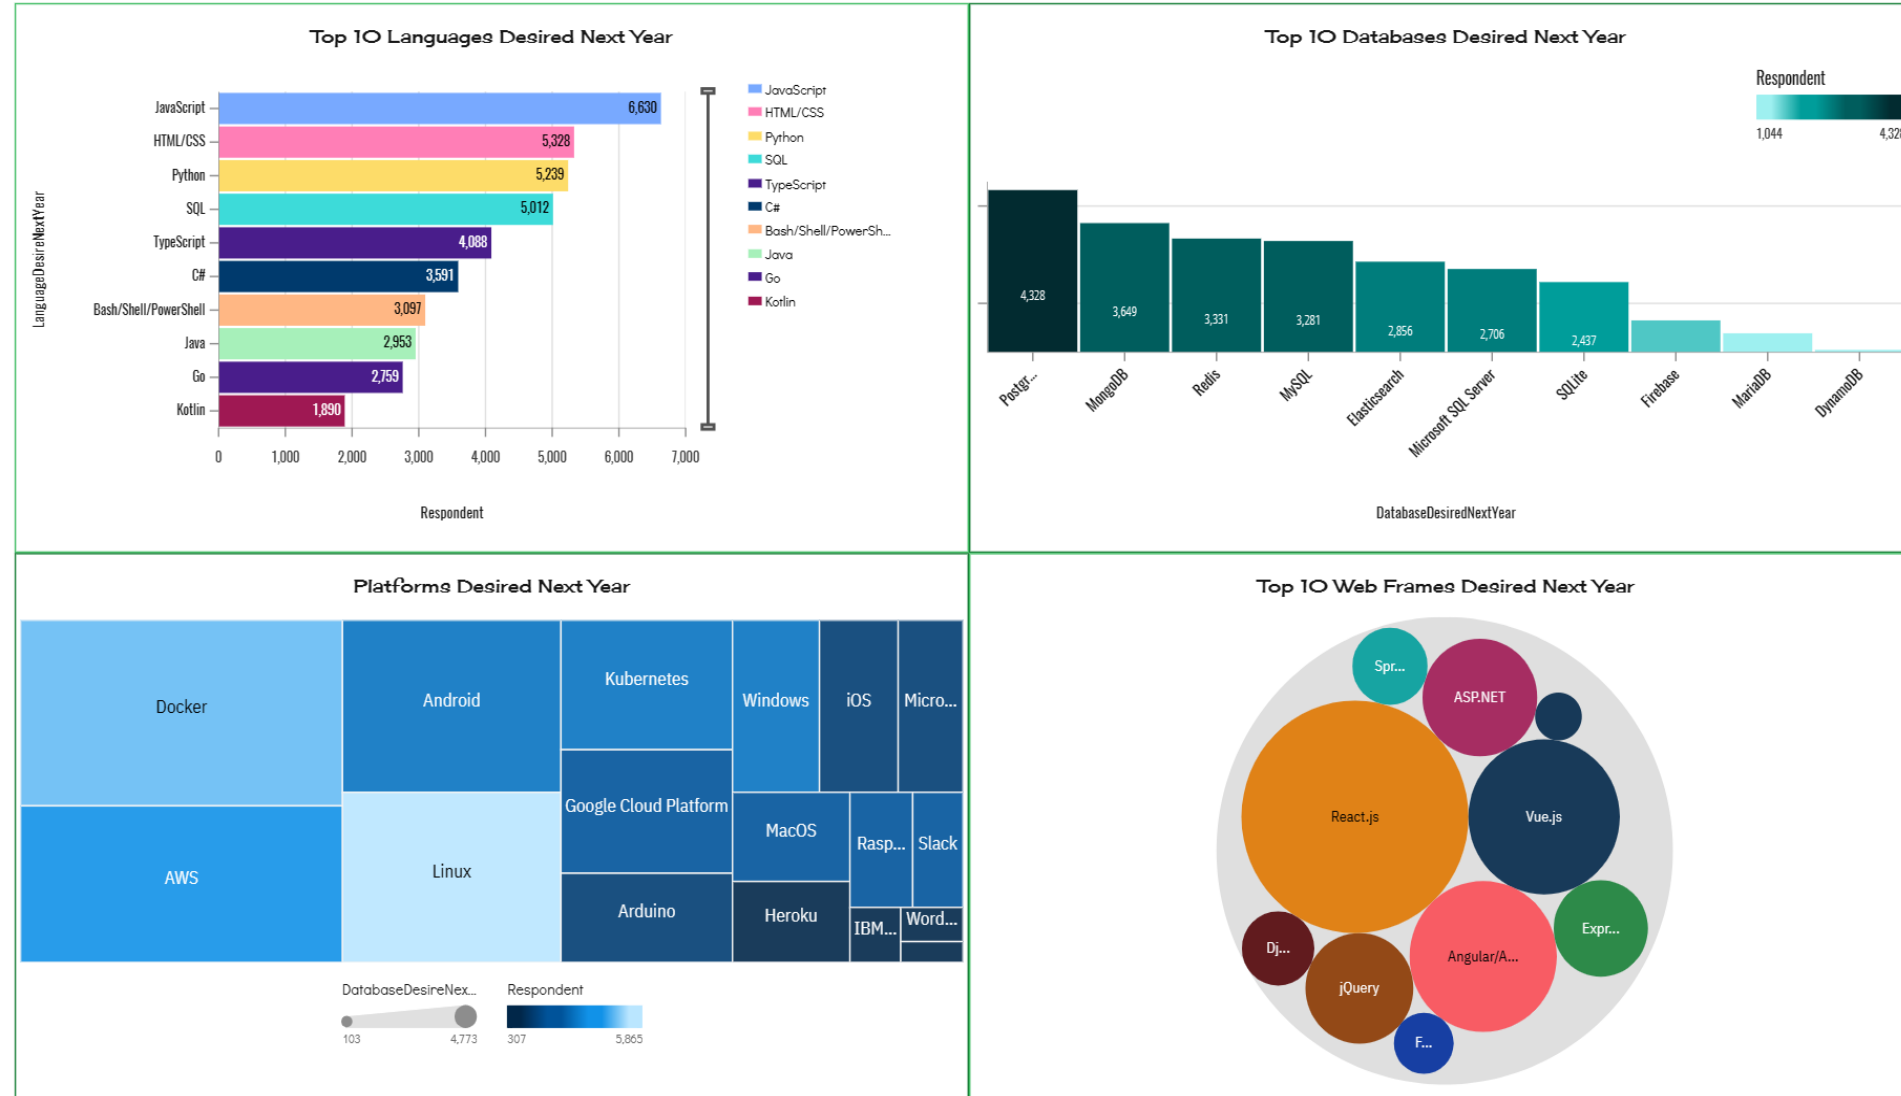 Top 10 Languages Desired Next Year
LanguageDesireNextYear
JavaScript 6,630
HTML/CSS 5,328
Python 5,239
SQL 5,012
TypeScript 4,088
C# 3,591
Bash/Shell/PowerShell 3,097
Java 2,953
Go 2,759
Kotlin 1,890
0 1,000 2,000 3,000 4,000 5,000 6,000 7,000
Respondent
JavaScript
HTML/CSS
Python
SQL
TypeScript
C#
Bash/Shell/PowerSh...
Java
Go
Kotlin
Top 10 Databases Desired Next Year
Respondent
1,044 4,328
4,328 3,649 3,331 3,281 2,856 2,706 2,437
Postgr... MongoDB Redis MySQL Elasticsearch Microsoft SQL Server SQLite Firebase MariaDB DynamoDB
DatabaseDesiredNextYear
Platforms Desired Next Year
Docker
AWS
Android
Linux
Kubernetes
Google Cloud Platform
Arduino
Windows
iOS
Micro...
MacOS
Heroku
Rasp...
Slack
IBM...
Word...
DatabaseDesireNex...
103 4,773
Respondent
307 5,865
Top 10 Web Frames Desired Next Year
Spr...
ASP.NET
React.js
Vue.js
Dj...
jQuery
Angular/A...
Expr...
F...